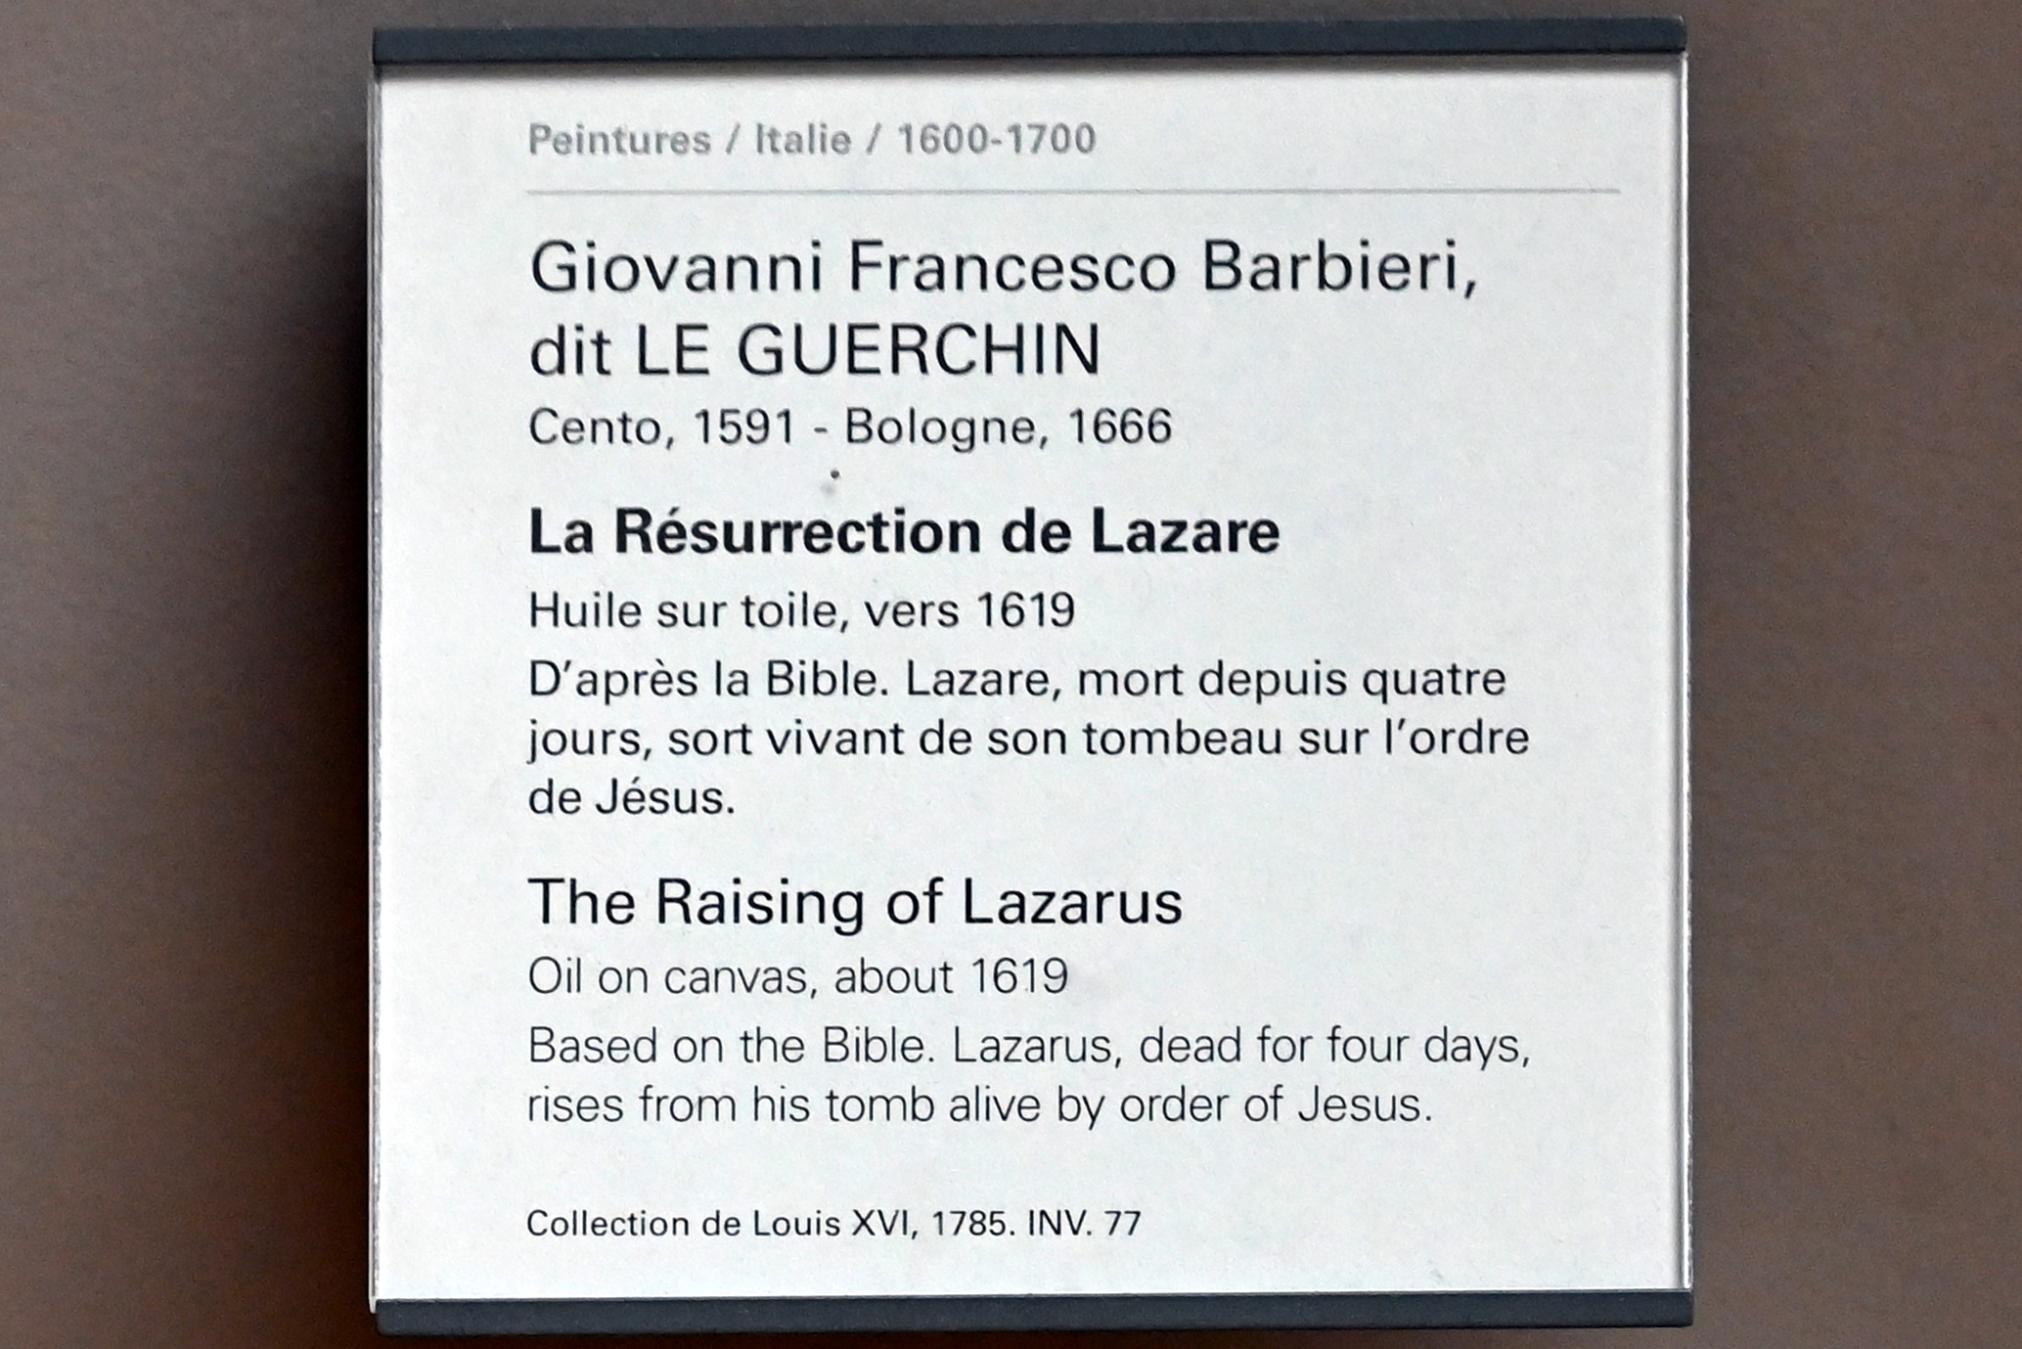 Peintures / Italie / 1600-1700
Giovanni Francesco Barbieri,
dit LE GUERCHIN
Cento, 1591 - Bologne, 1666
La Résurrection de Lazare
Huile sur toile, vers 1619
D'après la Bible. Lazare, mort depuis quatre
jours, sort vivant de son tombeau sur l'ordre
de Jésus.
The Raising of Lazarus
Oil on canvas, about 1619
Based on the Bible. Lazarus, dead for four days,
rises from his tomb alive by order of Jesus.
Collection de Louis XVI, 1785. INV. 77